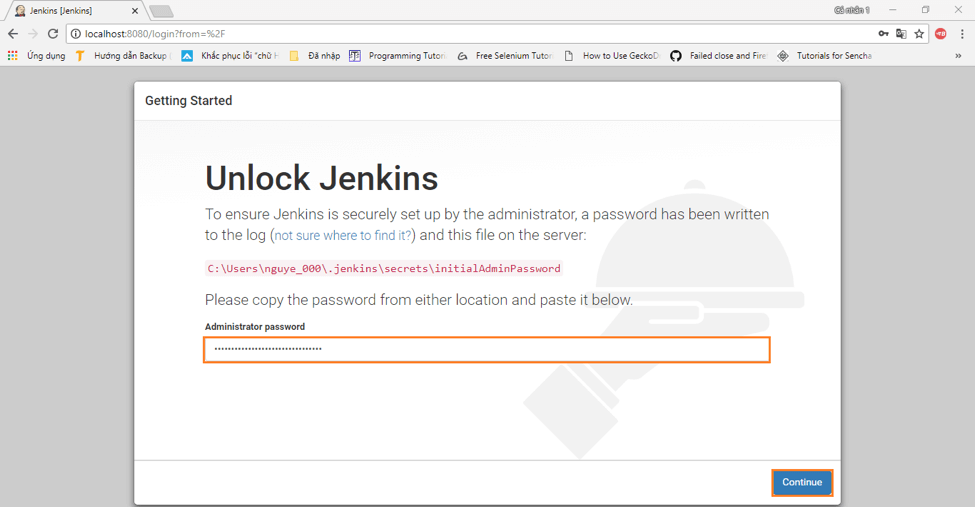 Jenkins [Jenkins]
Cá nhân 1
localhost:8080/login?from=%2F
Ứng dụng
Hướng dẫn Backup
Khắc phục lỗi "chữ H
Đã nhập
Programming Tutori
Free Selenium Tutori
How to Use GeckoD
Failed close and Firef
Tutorials for Sencha
»
Getting Started
Unlock Jenkins
To ensure Jenkins is securely set up by the administrator, a password has been written
to the log (not sure where to find it?) and this file on the server:
C:\Users\nguye_000\.jenkins\secrets\initialAdminPassword
Please copy the password from either location and paste it below.
Administrator password
Continue